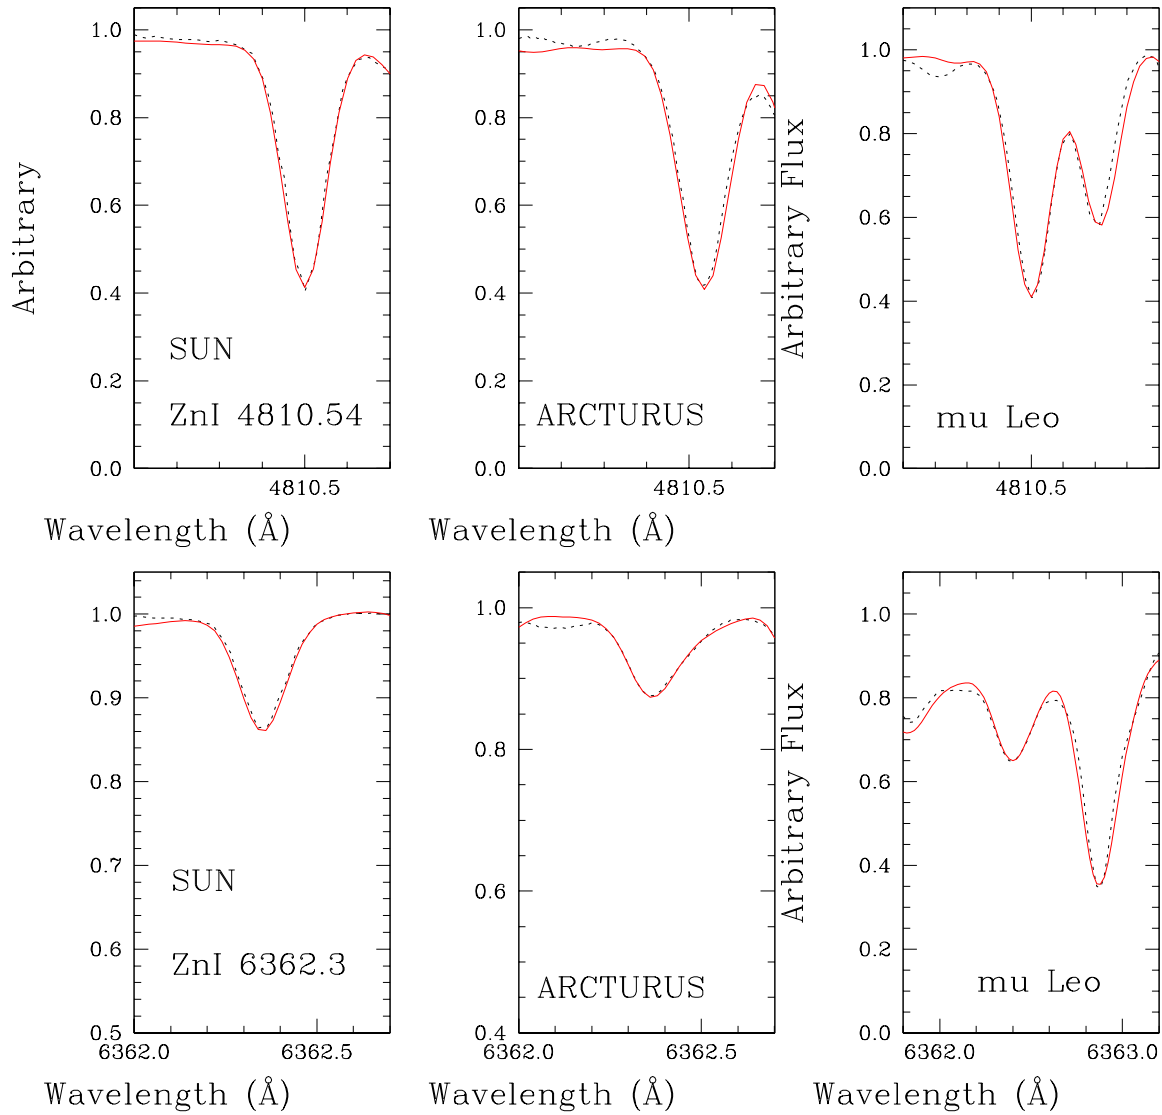 1.0
0.8
0.6
0.4
0.2
0.0
Arbitrary
SUN
ZnI 4810.54
4810.5
Wavelength (Å)
1.0
0.8
0.6
0.4
0.2
0.0
ARCTURUS
4810.5
Wavelength (Å)
Arbitrary Flux
1.0
0.8
0.6
0.4
0.2
0.0
mu Leo
4810.5
1.0
0.9
0.8
0.7
0.6
0.5
SUN
ZnI 6362.3
6362.0 6362.5
Wavelength (Å)
1.0
0.8
0.6
0.4
ARCTURUS
6362.0 6362.5
Wavelength (Å)
Arbitrary Flux
1.0
0.8
0.6
0.4
0.2
0.0
mu Leo
6362.0 6363.0
Wavelength (Å)